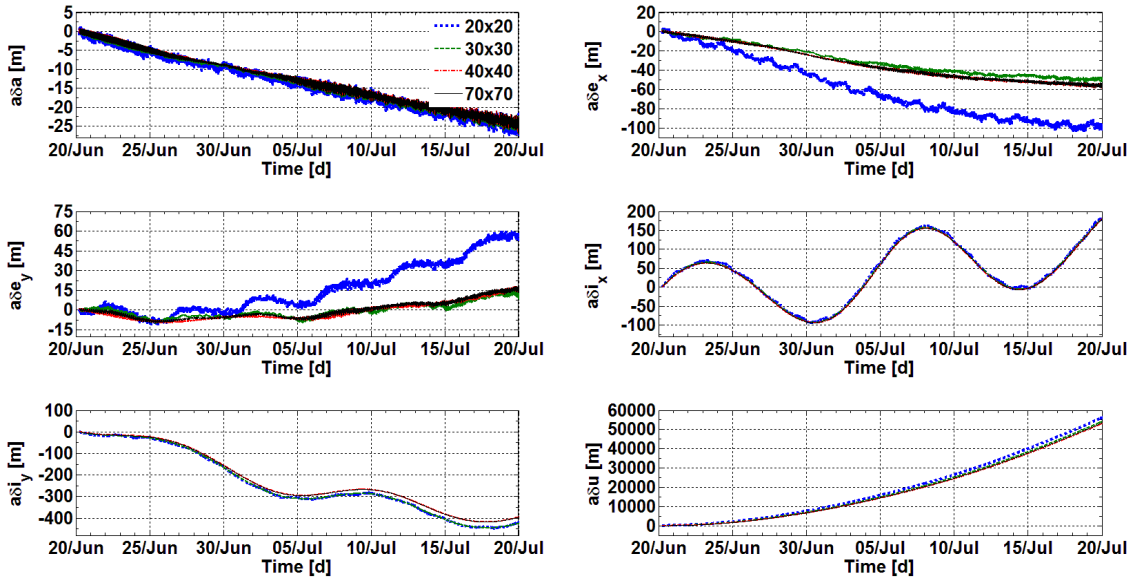 5
0
-5
-10
-15
-20
-25
aδa [m]
20x20
30x30
40x40
70x70
20/Jun 25/Jun 30/Jun 05/Jul 10/Jul 15/Jul 20/Jul
Time [d]
20
0
-20
-40
-60
-80
-100
aδe_x [m]
20/Jun 25/Jun 30/Jun 05/Jul 10/Jul 15/Jul 20/Jul
Time [d]
75
60
45
30
15
0
-15
aδe_y [m]
20/Jun 25/Jun 30/Jun 05/Jul 10/Jul 15/Jul 20/Jul
Time [d]
200
150
100
50
0
-50
-100
aδi_x [m]
20/Jun 25/Jun 30/Jun 05/Jul 10/Jul 15/Jul 20/Jul
Time [d]
100
0
-100
-200
-300
-400
aδi_y [m]
20/Jun 25/Jun 30/Jun 05/Jul 10/Jul 15/Jul 20/Jul
Time [d]
60000
50000
40000
30000
20000
10000
0
aδu [m]
20/Jun 25/Jun 30/Jun 05/Jul 10/Jul 15/Jul 20/Jul
Time [d]